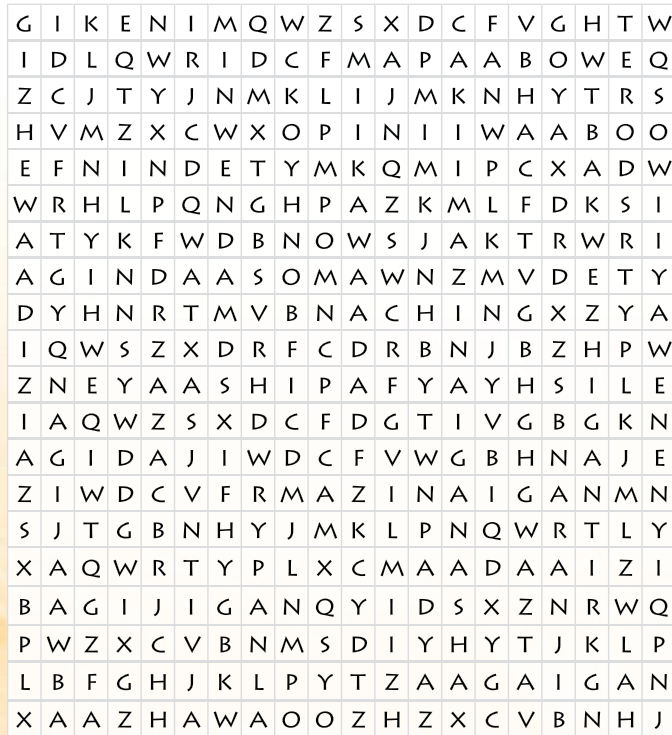 G I K E N I M Q W Z S X D C F V G H T W
I D L Q W R I D C F M A P A A B O W E Q
Z C J T Y J N M K L I J M K N H Y T R S
H V M Z X C W X O P I N I I W A A B O O
E F N I N D E T Y M K Q M I P C X A D W
W R H L P Q N G H P A Z K M L F D K S I
A T Y K F W D B N O W S J A K T R W R I
A G I N D A A S O M A W N Z M V D E T Y
D Y H N R T M V B N A C H I N G X Z Y A
I Q W S Z X D R F C D R B N J B Z H P W
Z N E Y A A S H I P A F Y A Y H S I L E
I A Q W Z S X D C F D G T I V G B G K N
A G I D A J I W D C F V W G B H N A J E
Z I W D C V F R M A Z I N A I G A N M N
S J T G B N H Y J M K L P N Q W R T L Y
X A Q W R T Y P L X C M A A D A A I Z I
B A G I J I G A N Q Y I D S X Z N R W Q
P W Z X C V B N M S D I Y H Y T J K L P
L B F G H J K L P Y T Z A A G A I G A N
X A A Z H A W A O O Z H Z X C V B N H J